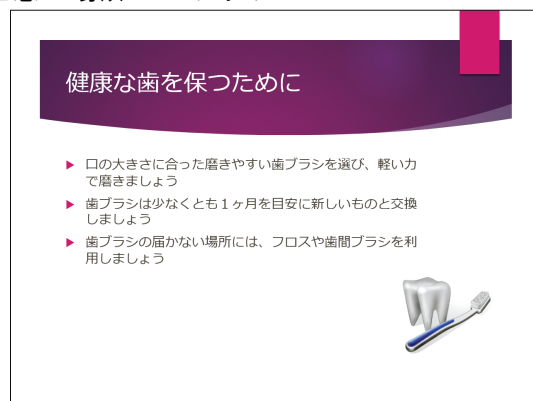 健康な歯を保つために
口の大きさに合った磨きやすい歯ブラシを選び、軽い力
で磨きましょう
歯ブラシは少なくとも１ヶ月を目安に新しいものと交換
しましょう
歯ブラシの届かない場所には、フロスや歯間ブラシを利
用しましょう